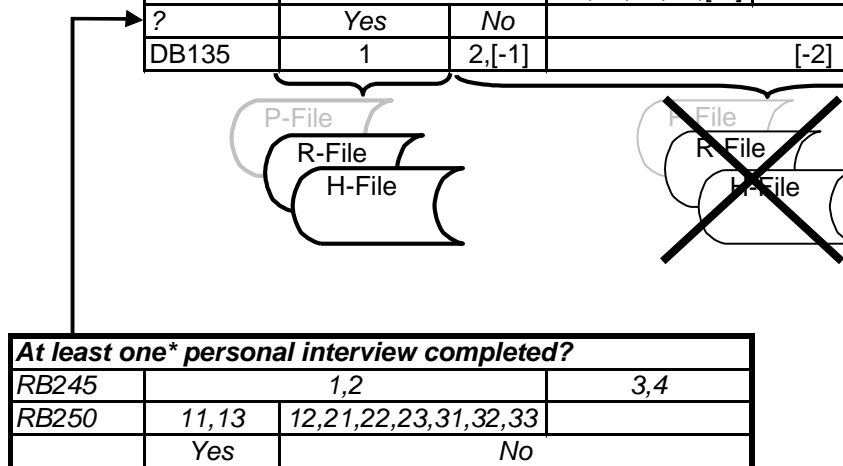 ? Yes No
DB135 1 2,[-1] [-2]
P-File
R-File
H-File
P-File
R-File
H-File
At least one* personal interview completed?
RB245 1,2 3,4
RB250 11,13 12,21,22,23,31,32,33
Yes No